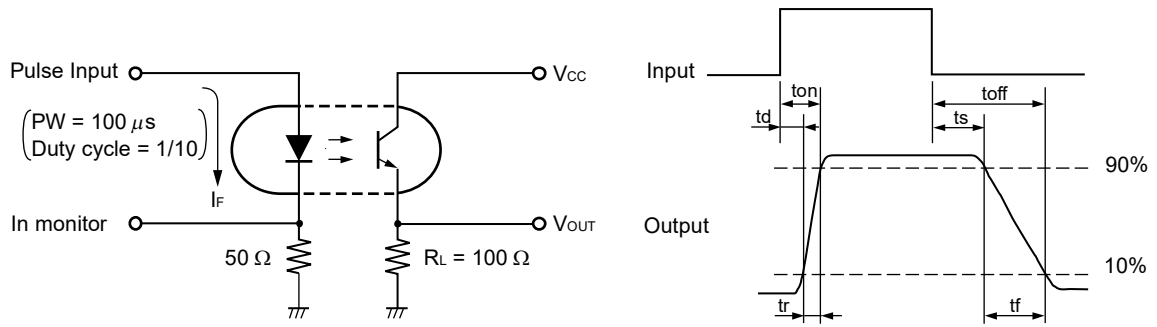 Pulse Input
PW = 100 µs
Duty cycle = 1/10
IF
In monitor
50 Ω
VCC
VOUT
RL = 100 Ω
Input
ton
toff
td
ts
90%
Output
10%
tr
tf